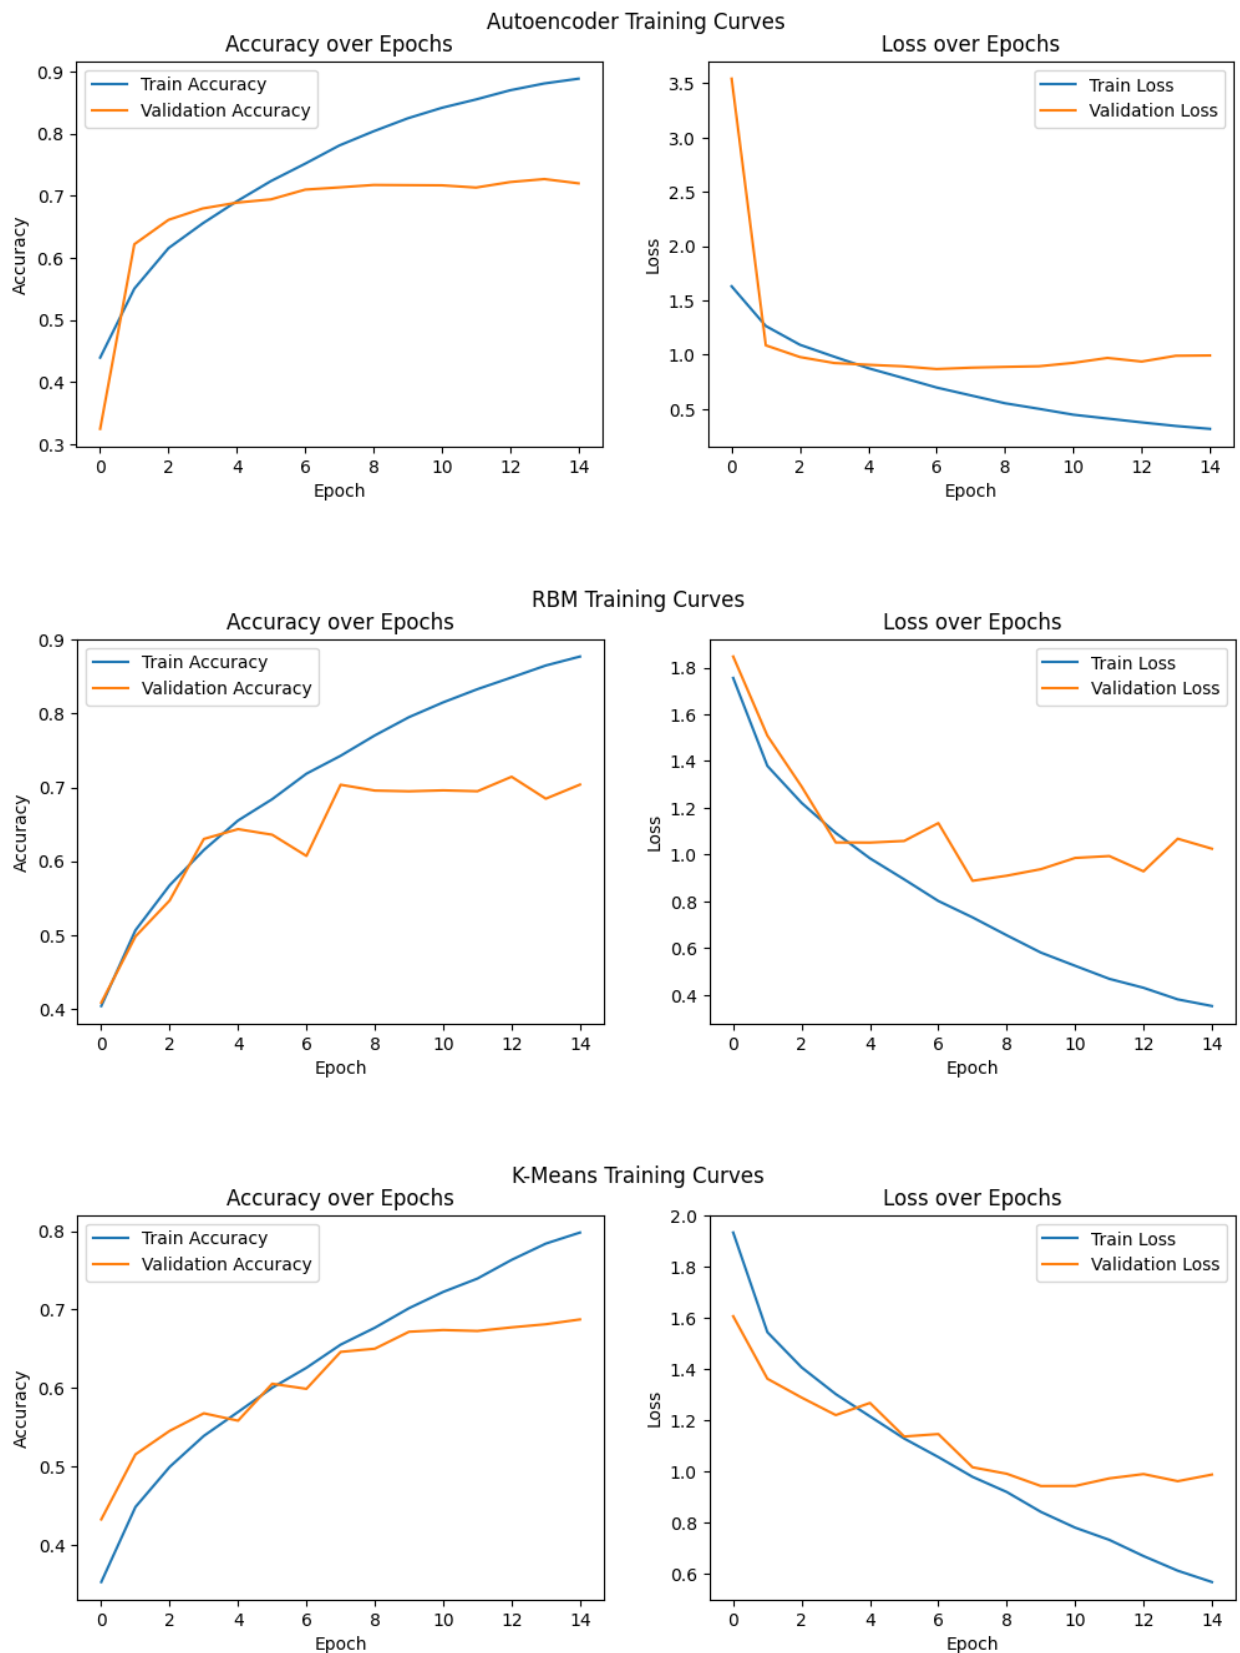 Autoencoder Training Curves
Accuracy over Epochs
Train Accuracy
Validation Accuracy
0.9
0.8
0.7
0.6
0.5
0.4
0.3
Accuracy
0 2 4 6 8 10 12 14
Epoch
Loss over Epochs
Train Loss
Validation Loss
3.5
3.0
2.5
2.0
1.5
1.0
0.5
Loss
0 2 4 6 8 10 12 14
Epoch
RBM Training Curves
Accuracy over Epochs
Train Accuracy
Validation Accuracy
0.9
0.8
0.7
0.6
0.5
0.4
Accuracy
0 2 4 6 8 10 12 14
Epoch
Loss over Epochs
Train Loss
Validation Loss
1.8
1.6
1.4
1.2
1.0
0.8
0.6
0.4
Loss
0 2 4 6 8 10 12 14
Epoch
K-Means Training Curves
Accuracy over Epochs
Train Accuracy
Validation Accuracy
0.8
0.7
0.6
0.5
0.4
Accuracy
0 2 4 6 8 10 12 14
Epoch
Loss over Epochs
Train Loss
Validation Loss
2.0
1.8
1.6
1.4
1.2
1.0
0.8
0.6
Loss
0 2 4 6 8 10 12 14
Epoch